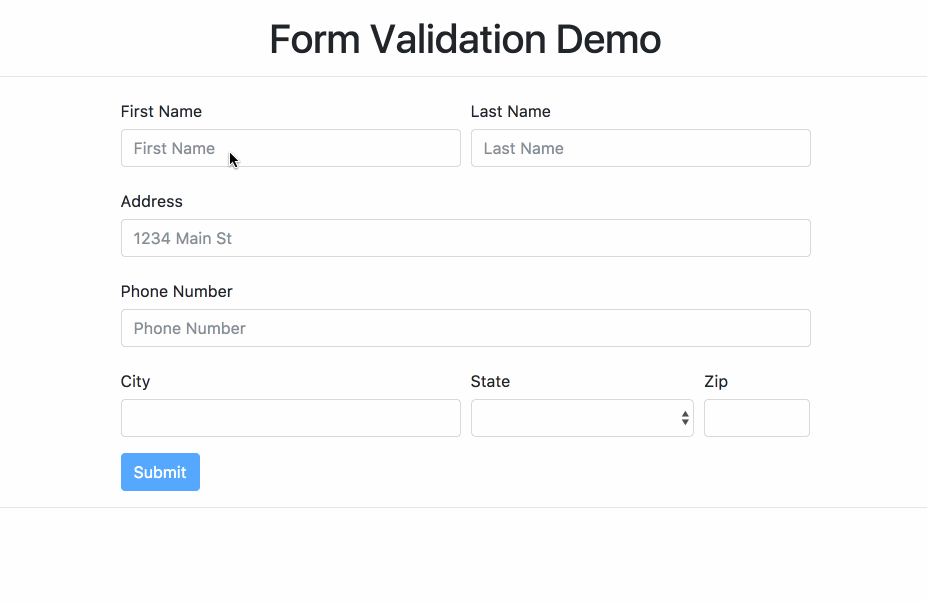 Form Validation Demo
First Name Last Name
First Name Last Name
Address
1234 Main St
Phone Number
Phone Number
City State Zip
Submit